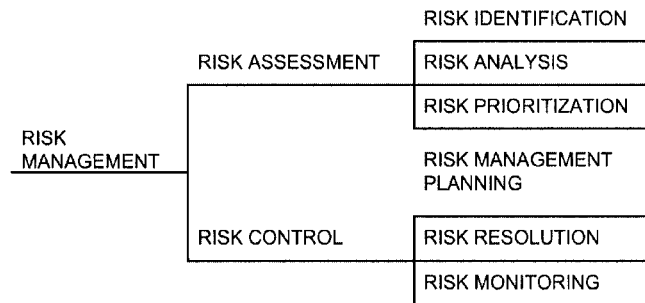 RISK IDENTIFICATION
RISK ASSESSMENT
RISK ANALYSIS
RISK PRIORITIZATION
RISK
MANAGEMENT
RISK MANAGEMENT
PLANNING
RISK CONTROL
RISK RESOLUTION
RISK MONITORING